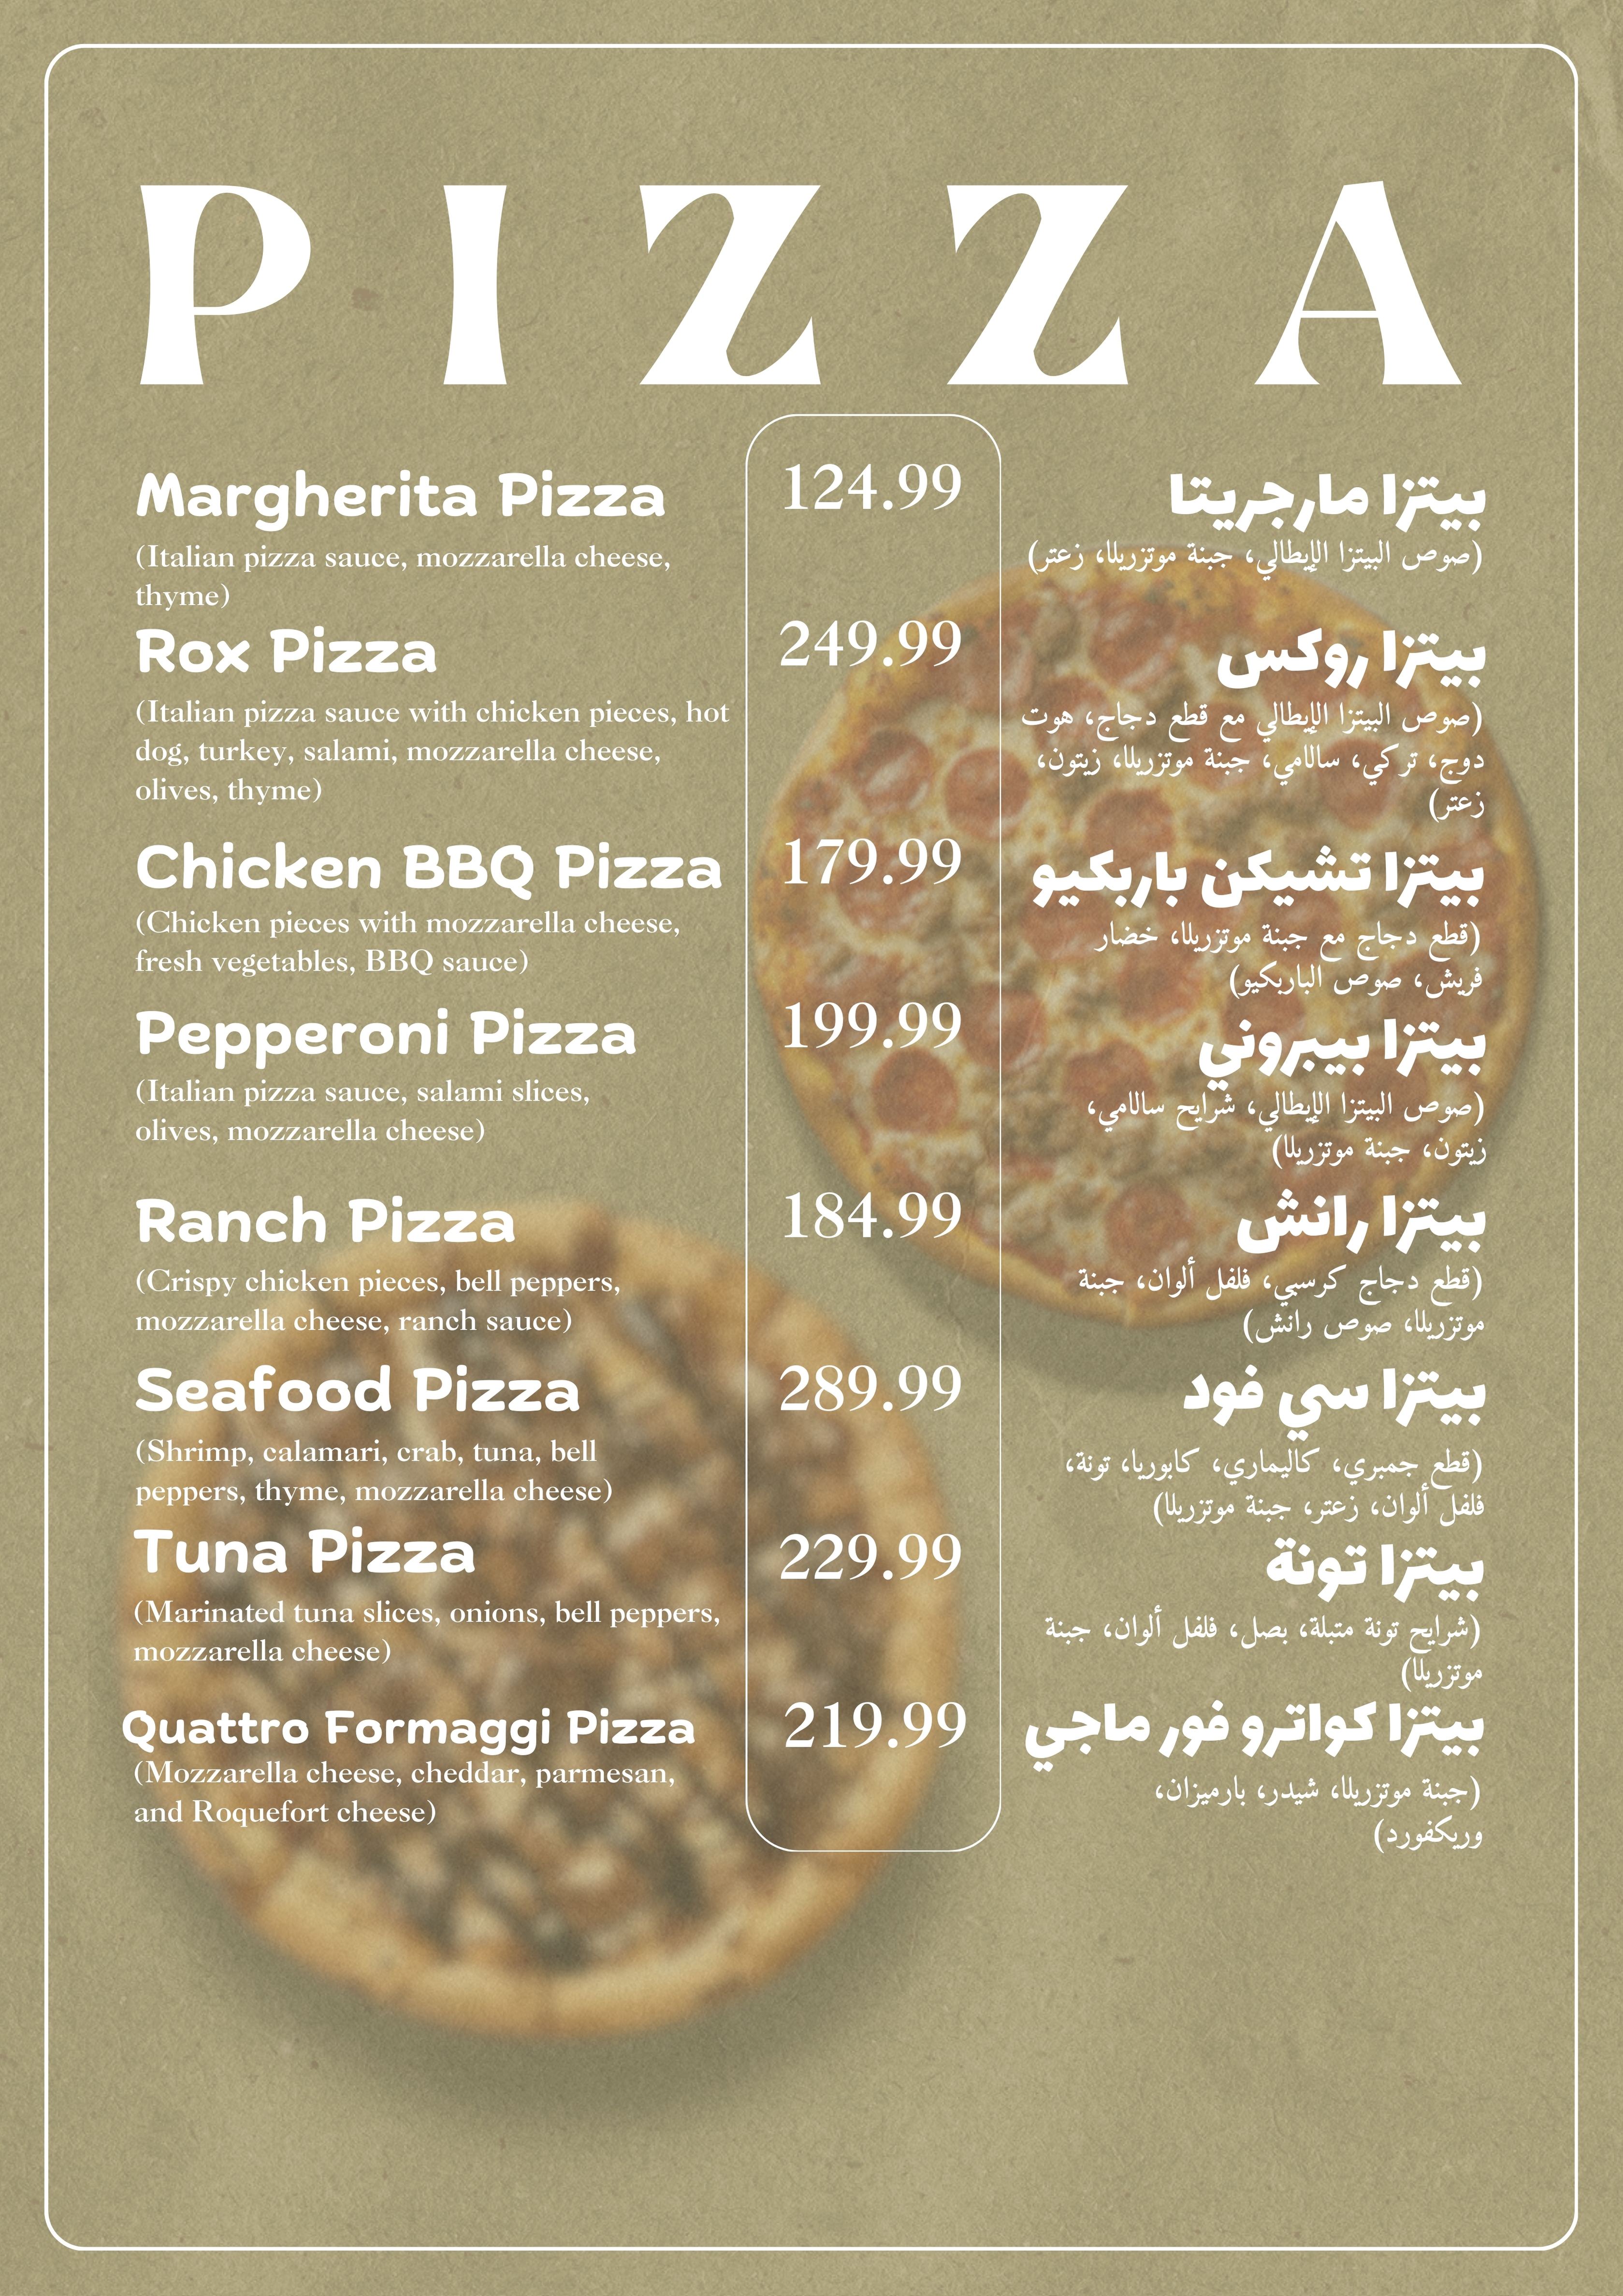 PIZZA
Margherita Pizza
124.99
بيتزا مارجريتا
(Italian pizza sauce, mozzarella cheese,
thyme)
(صوص البيتزا الإيطالي، جبنة موتزريلا، زعتر)
Rox Pizza
249.99
بيتزا روكس
(Italian pizza sauce with chicken pieces, hot
dog, turkey, salami, mozzarella cheese,
olives, thyme)
(صوص البيتزا الإيطالي مع قطع دجاج، هوت
دوج، تركي، سالامي، جبنة موتزريلا، زيتون،
زعتر)
Chicken BBQ Pizza
179.99
بيتزا تشيكن باربكيو
(Chicken pieces with mozzarella cheese,
fresh vegetables, BBQ sauce)
(قطع دجاج مع جبنة موتزريلا، خضار
فريش، صوص الباربكيو)
Pepperoni Pizza
199.99
بيتزا بيبروني
(Italian pizza sauce, salami slices,
olives, mozzarella cheese)
(صوص البيتزا الإيطالي، شرايح سالامي،
زيتون، جبنة موتزريلا)
Ranch Pizza
184.99
بيتزا رانش
(Crispy chicken pieces, bell peppers,
mozzarella cheese, ranch sauce)
(قطع دجاج كرسبي، فلفل ألوان، جبنة
موتزريلا، صوص رانش)
Seafood Pizza
289.99
بيتزا سي فود
(Shrimp, calamari, crab, tuna, bell
peppers, thyme, mozzarella cheese)
(قطع جمبري، كاليماري، كابوريا، تونة،
فلفل ألوان، زعتر، جبنة موتزريلا)
Tuna Pizza
229.99
بيتزا تونة
(Marinated tuna slices, onions, bell peppers,
mozzarella cheese)
(شرايح تونة متبلة، بصل، فلفل ألوان، جبنة
موتزريلا)
Quattro Formaggi Pizza
219.99
بيتزا كواترو فور ماجي
(Mozzarella cheese, cheddar, parmesan,
and Roquefort cheese)
(جبنة موتزريلا، شيدر، بارميزان،
وريكفورد)